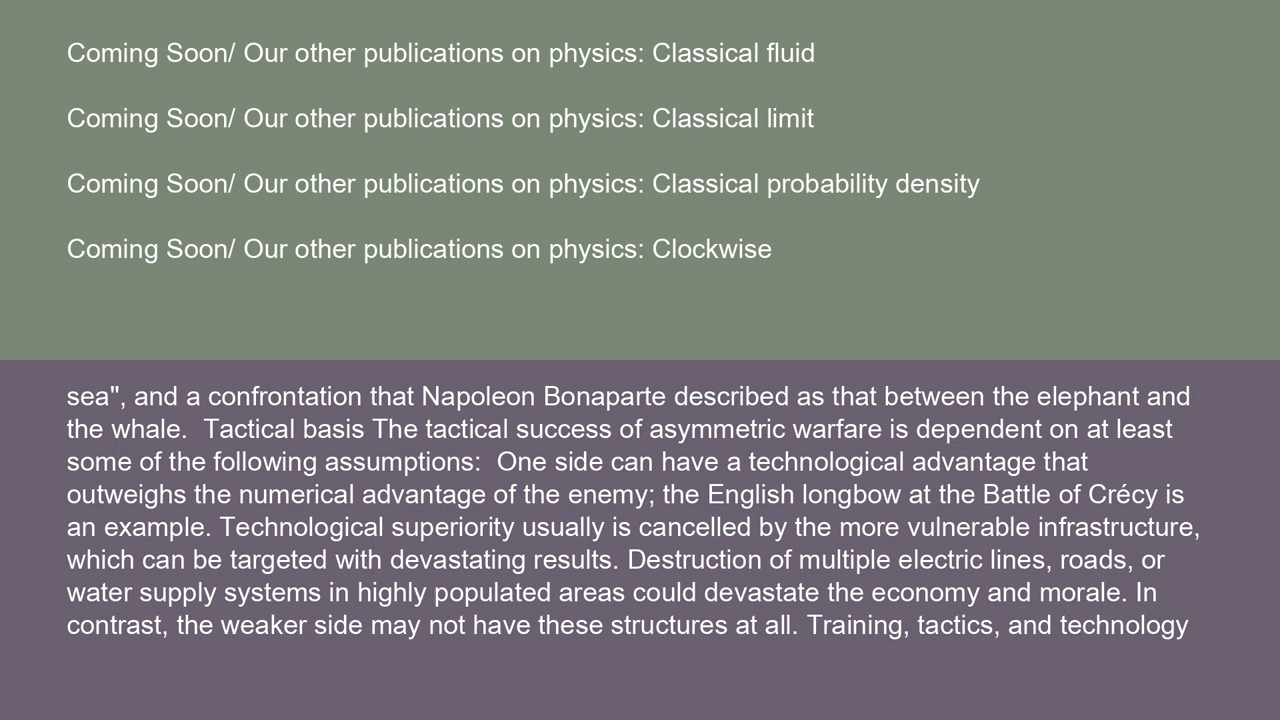 Coming Soon/ Our other publications on physics: Classical fluid
Coming Soon/ Our other publications on physics: Classical limit
Coming Soon/ Our other publications on physics: Classical probability density
Coming Soon/ Our other publications on physics: Clockwise
sea", and a confrontation that Napoleon Bonaparte described as that between the elephant and
the whale.  Tactical basis The tactical success of asymmetric warfare is dependent on at least
some of the following assumptions:  One side can have a technological advantage that
outweighs the numerical advantage of the enemy; the English longbow at the Battle of Crécy is
an example. Technological superiority usually is cancelled by the more vulnerable infrastructure,
which can be targeted with devastating results. Destruction of multiple electric lines, roads, or
water supply systems in highly populated areas could devastate the economy and morale. In
contrast, the weaker side may not have these structures at all. Training, tactics, and technology